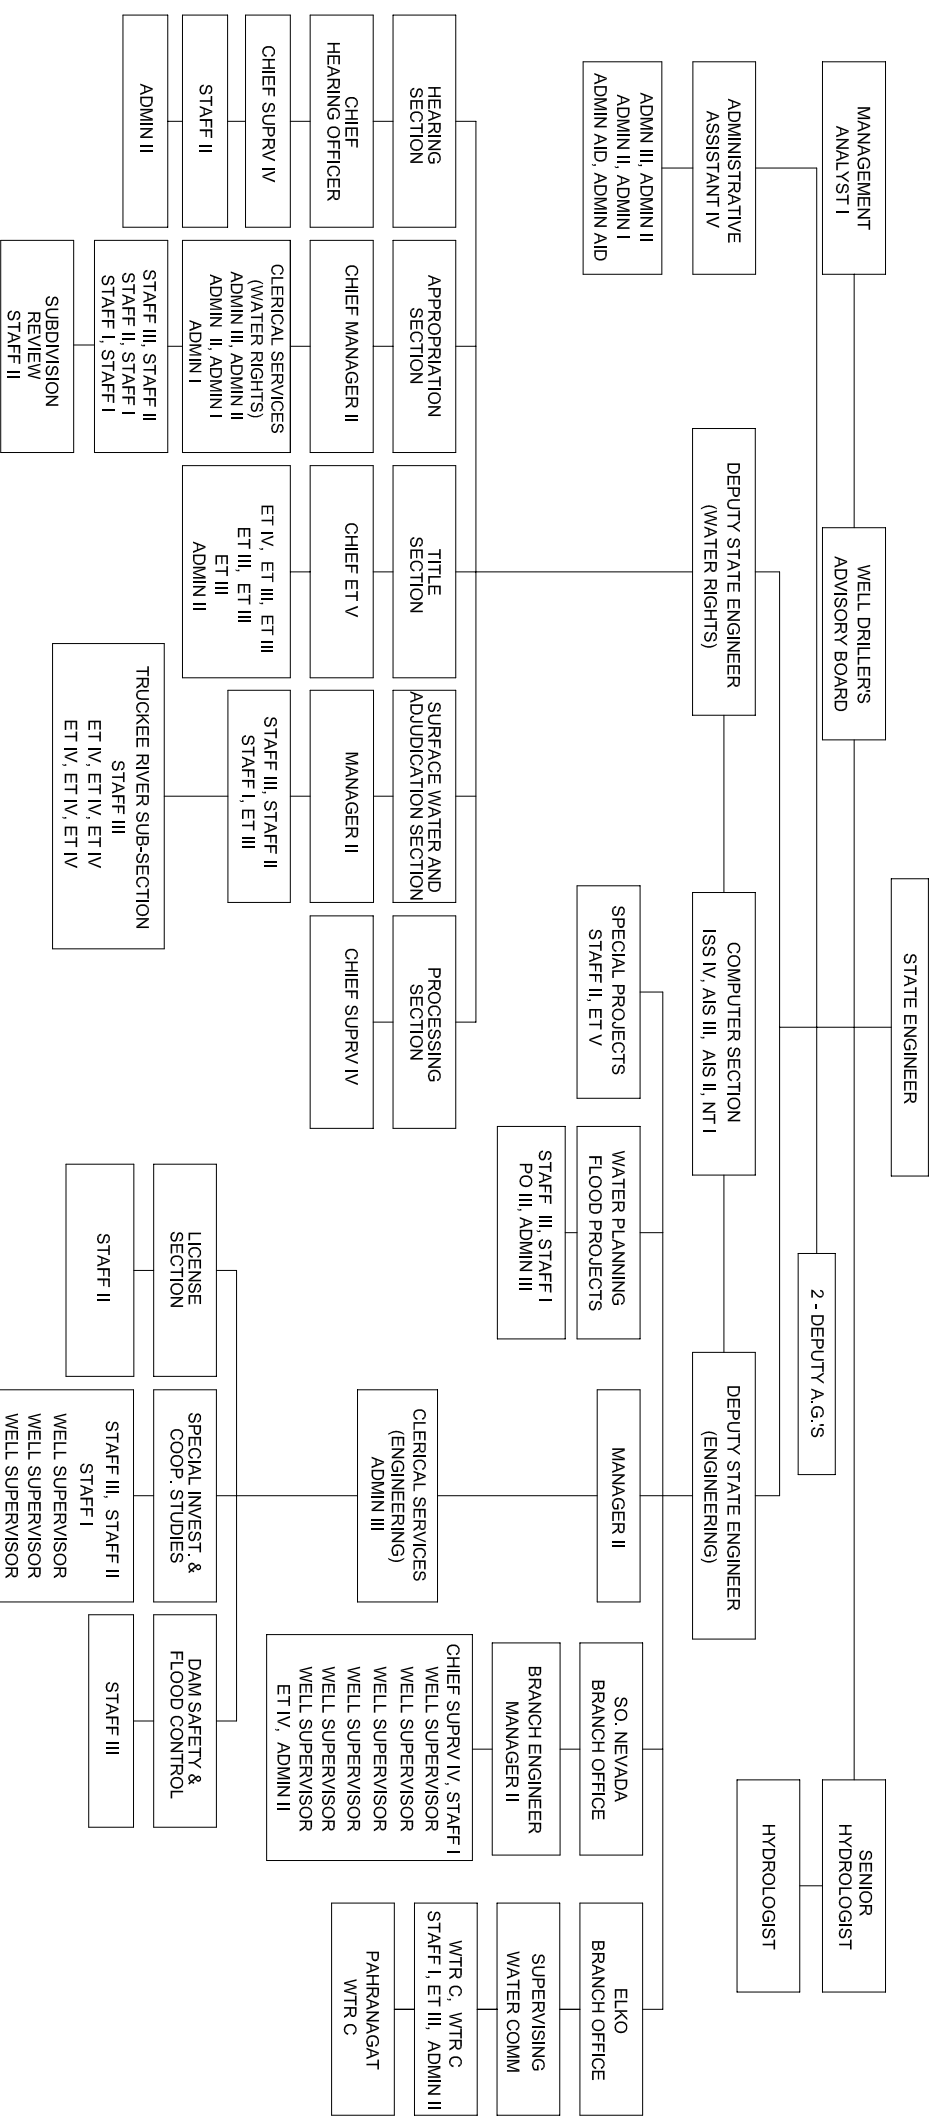 STATE ENGINEER
MANAGEMENT
ANALYST I
WELL DRILLER'S
ADVISORY BOARD
SENIOR
HYDROLOGIST
HYDROLOGIST
2 - DEPUTY A.G.'S
ADMINISTRATIVE
ASSISTANT IV
ADMN III, ADMIN II
ADMIN II, ADMIN I
ADMIN AID, ADMIN AID
DEPUTY STATE ENGINEER
(WATER RIGHTS)
COMPUTER SECTION
ISS IV, AIS III, AIS II, NT I
DEPUTY STATE ENGINEER
(ENGINEERING)
HEARING
SECTION
CHIEF
HEARING OFFICER
CHIEF SUPRV IV
STAFF II
ADMIN II
APPROPRIATION
SECTION
CHIEF MANAGER II
CLERICAL SERVICES
(WATER RIGHTS)
ADMIN III, ADMIN II
ADMIN II, ADMIN I
ADMIN I
STAFF III, STAFF II
STAFF II, STAFF I
STAFF I, STAFF I
SUBDIVISION
REVIEW
STAFF II
TITLE
SECTION
CHIEF ET V
ET IV, ET III, ET III
ET III, ET III
ET III
ADMIN II
SURFACE WATER AND
ADJUDICATION SECTION
MANAGER II
STAFF III, STAFF II
STAFF I, ET III
TRUCKEE RIVER SUB-SECTION
STAFF III
ET IV, ET IV, ET IV
ET IV, ET IV, ET IV
PROCESSING
SECTION
CHIEF SUPRV IV
SPECIAL PROJECTS
STAFF II, ET V
WATER PLANNING
FLOOD PROJECTS
STAFF III, STAFF I
PO III, ADMIN III
MANAGER II
CLERICAL SERVICES
(ENGINEERING)
ADMIN III
LICENSE
SECTION
STAFF II
SPECIAL INVEST. &
COOP. STUDIES
STAFF III, STAFF II
STAFF I
WELL SUPERVISOR
WELL SUPERVISOR
WELL SUPERVISOR
DAM SAFETY &
FLOOD CONTROL
STAFF III
SO. NEVADA
BRANCH OFFICE
BRANCH ENGINEER
MANAGER II
CHIEF SUPRV IV, STAFF I
WELL SUPERVISOR
WELL SUPERVISOR
WELL SUPERVISOR
WELL SUPERVISOR
WELL SUPERVISOR
WELL SUPERVISOR
ET IV, ADMIN II
ELKO
BRANCH OFFICE
SUPERVISING
WATER COMM
WTR C, WTR C
STAFF I, ET III, ADMIN II
PAHRANAGAT
WTR C